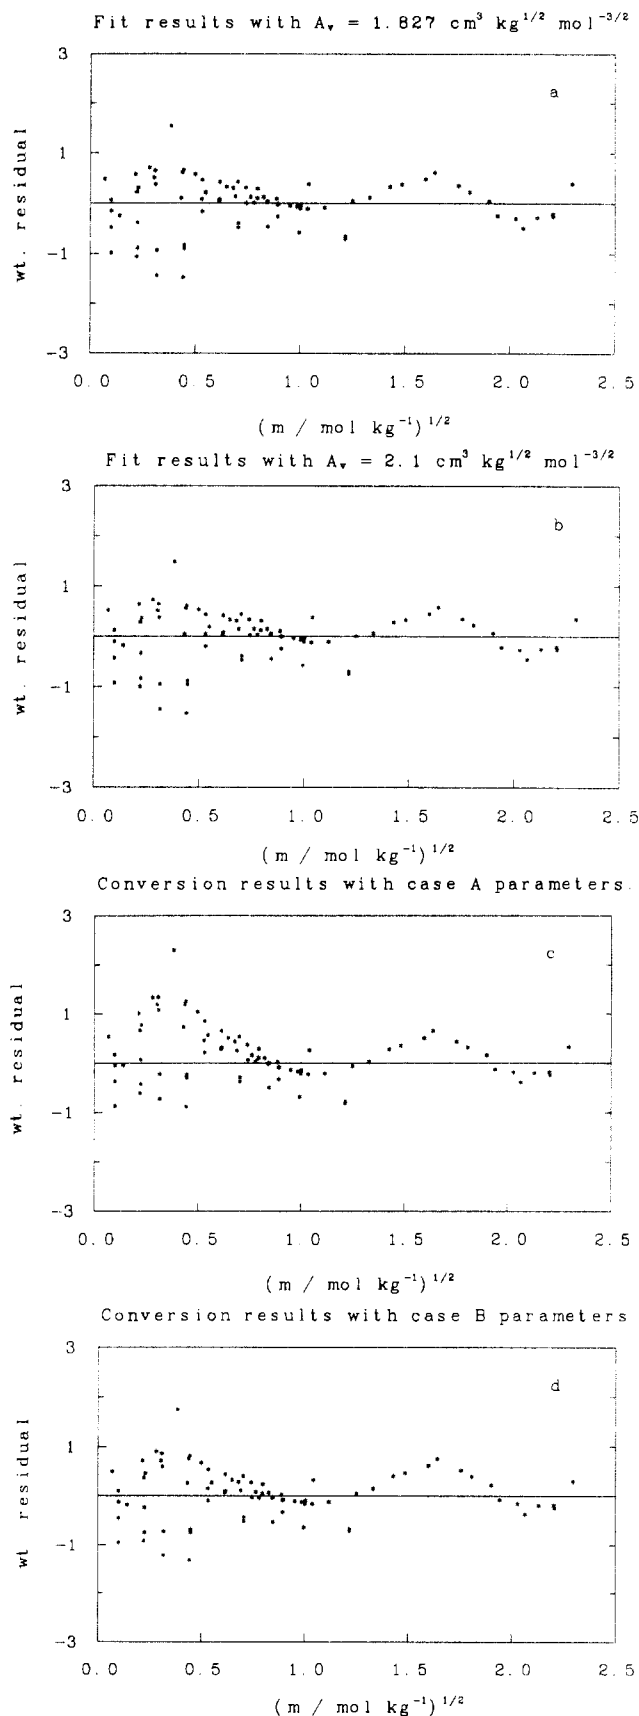 Fit results with Aᵥ = 1.827 cm³ kg¹/² mol⁻³/²
3
a
1
wt. residual
-1
-3
0.0 0.5 1.0 1.5 2.0 2.5
(m / mol kg⁻¹)¹/²
Fit results with Aᵥ = 2.1 cm³ kg¹/² mol⁻³/²
3
b
1
wt. residual
-1
-3
0.0 0.5 1.0 1.5 2.0 2.5
(m / mol kg⁻¹)¹/²
Conversion results with case A parameters
3
c
1
wt. residual
-1
-3
0.0 0.5 1.0 1.5 2.0 2.5
(m / mol kg⁻¹)¹/²
Conversion results with case B parameters
3
d
1
wt residual
-1
-3
0.0 0.5 1.0 1.5 2.0 2.5
(m / mol kg⁻¹)¹/²